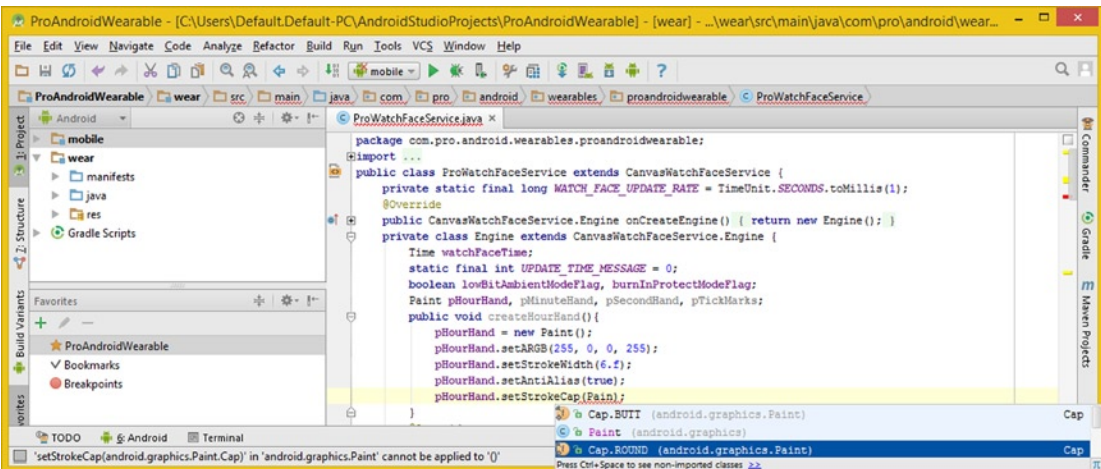 ProAndroidWearable - [C:\Users\Default.Default-PC\AndroidStudioProjects\ProAndroidWearable] - [wear] - ...\wear\src\main\java\com\pro\android\wear...
File Edit View Navigate Code Analyze Refactor Build Run Tools VCS Window Help
mobile
ProAndroidWearable wear src main java com pro android wearables proandroidwearable ProWatchFaceService
1: Project
Z: Structure
Build Variants
vorites
Android
mobile
wear
manifests
java
res
Gradle Scripts
Favorites
ProAndroidWearable
Bookmarks
Breakpoints
ProWatchFaceService.java
package com.pro.android.wearables.proandroidwearable;
import ...
public class ProWatchFaceService extends CanvasWatchFaceService {
private static final long WATCH_FACE_UPDATE_RATE = TimeUnit.SECONDS.toMillis(1);
@Override
public CanvasWatchFaceService.Engine onCreateEngine() { return new Engine(); }
private class Engine extends CanvasWatchFaceService.Engine {
Time watchFaceTime;
static final int UPDATE_TIME_MESSAGE = 0;
boolean lowBitAmbientModeFlag, burnInProtectModeFlag;
Paint pHourHand, pMinuteHand, pSecondHand, pTickMarks;
public void createHourHand(){
pHourHand = new Paint();
pHourHand.setARGB(255, 0, 0, 255);
pHourHand.setStrokeWidth(6.f);
pHourHand.setAntiAlias(true);
pHourHand.setStrokeCap(Pain);
}
Cap.BUTT (android.graphics.Paint) Cap
Paint (android.graphics)
Cap.ROUND (android.graphics.Paint) Cap
Press Ctrl+Space to see non-imported classes >>
π
Commander
Gradle
m Maven Projects
TODO 6: Android Terminal
'setStrokeCap(android.graphics.Paint.Cap)' in 'android.graphics.Paint' cannot be applied to '()'